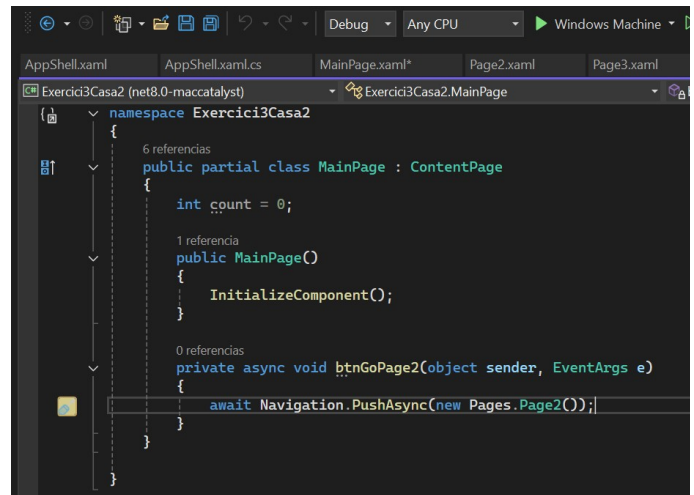 Debug
Any CPU
Windows Machine
AppShell.xaml
AppShell.xaml.cs
MainPage.xaml*
Page2.xaml
Page3.xaml
C# Exercici3Casa2 (net8.0-maccatalyst)
Exercici3Casa2.MainPage
namespace Exercici3Casa2
{
6 referencias
public partial class MainPage : ContentPage
{
int count = 0;
1 referencia
public MainPage()
{
InitializeComponent();
}
0 referencias
private async void btnGoPage2(object sender, EventArgs e)
{
await Navigation.PushAsync(new Pages.Page2());
}
}
}